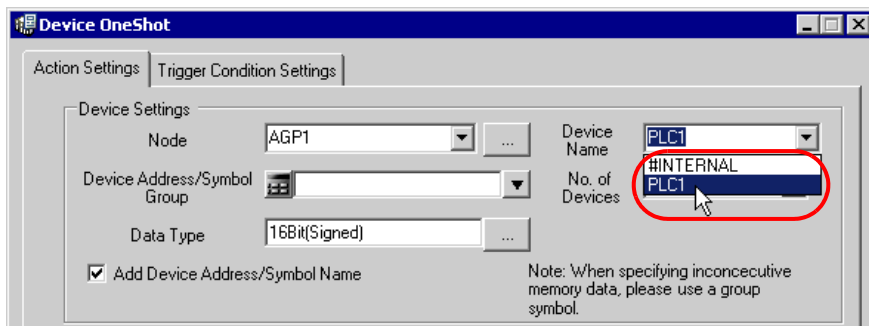 Device OneShot
Action Settings
Trigger Condition Settings
Device Settings
Node
AGP1
...
Device
Name
PLC1
#INTERNAL
PLC1
Device Address/Symbol
Group
No. of
Devices
Data Type
16Bit(Signed)
...
Add Device Address/Symbol Name
Note: When specifying inconcecutive
memory data, please use a group
symbol.